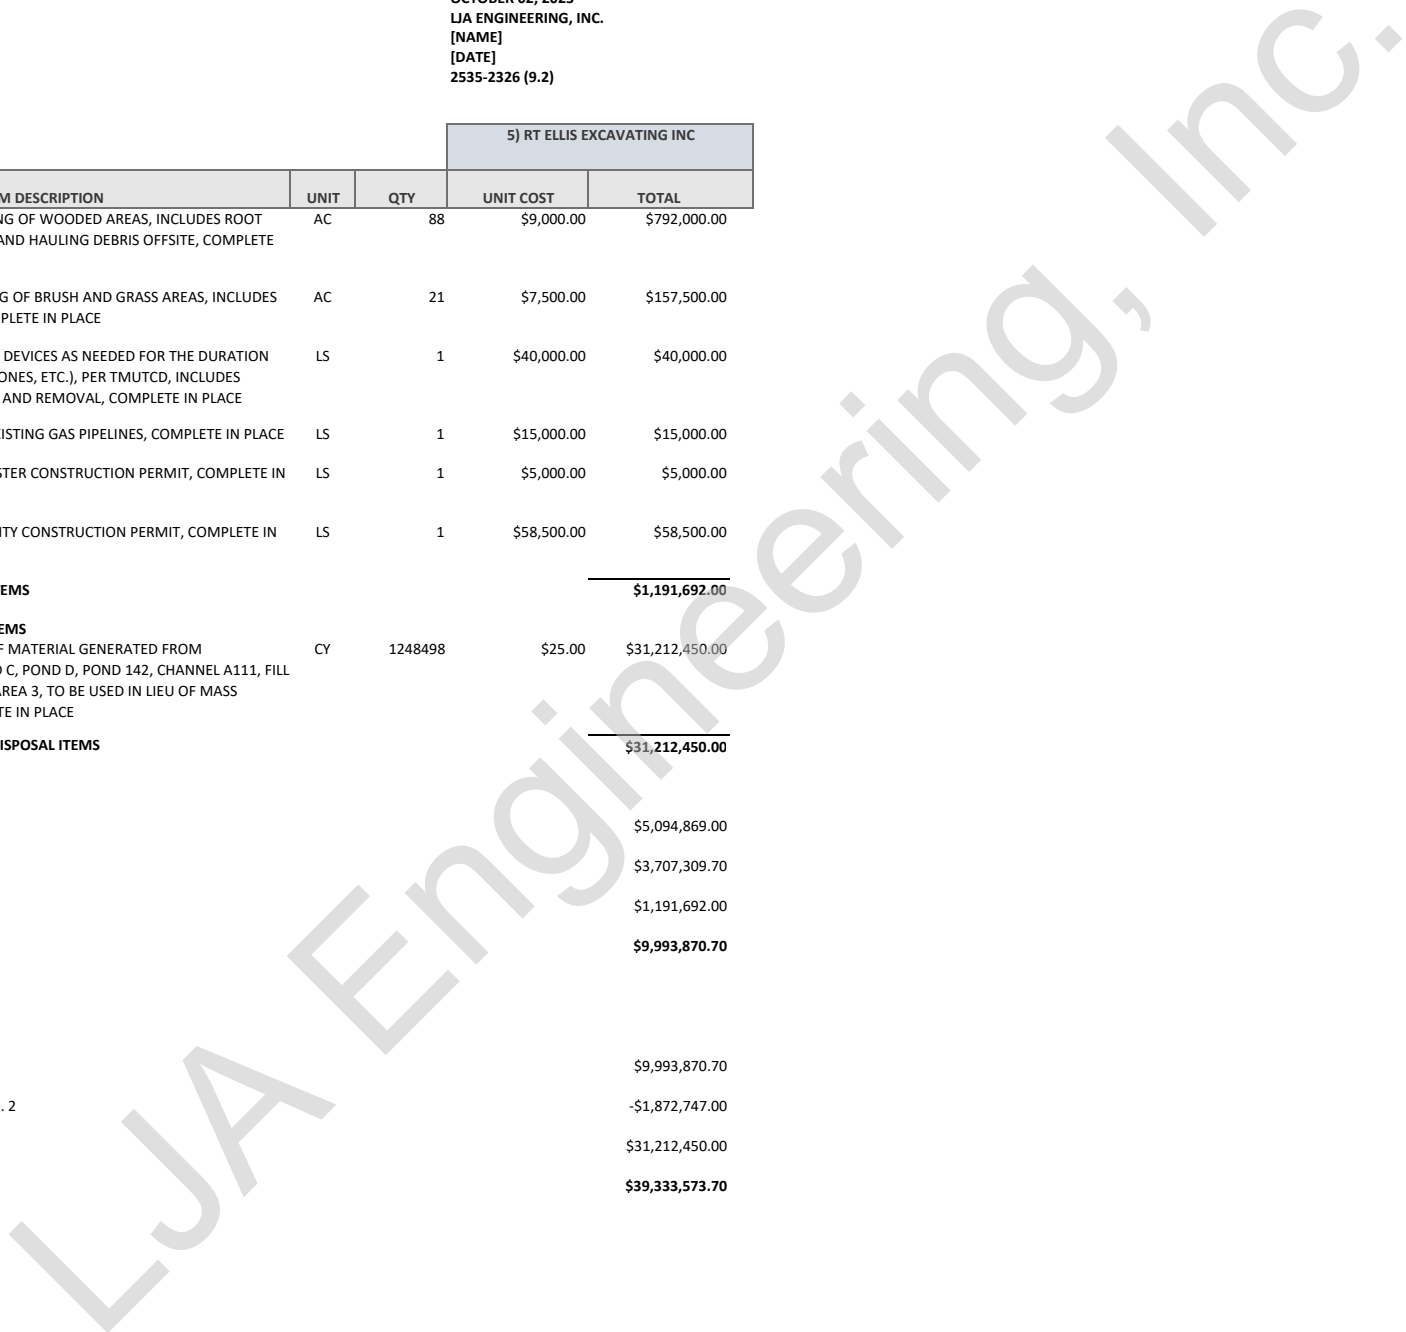 OCTOBER 02, 2025
LJA ENGINEERING, INC.
[NAME]
[DATE]
2535-2326 (9.2)
5) RT ELLIS EXCAVATING INC
M DESCRIPTION UNIT QTY UNIT COST TOTAL
NG OF WOODED AREAS, INCLUDES ROOT AC 88 $9,000.00 $792,000.00
AND HAULING DEBRIS OFFSITE, COMPLETE
G OF BRUSH AND GRASS AREAS, INCLUDES AC 21 $7,500.00 $157,500.00
PLETE IN PLACE
DEVICES AS NEEDED FOR THE DURATION LS 1 $40,000.00 $40,000.00
ONES, ETC.), PER TMUTCD, INCLUDES
AND REMOVAL, COMPLETE IN PLACE
XISTING GAS PIPELINES, COMPLETE IN PLACE LS 1 $15,000.00 $15,000.00
STER CONSTRUCTION PERMIT, COMPLETE IN LS 1 $5,000.00 $5,000.00
ITY CONSTRUCTION PERMIT, COMPLETE IN LS 1 $58,500.00 $58,500.00
TEMS $1,191,692.00
EMS
F MATERIAL GENERATED FROM CY 1248498 $25.00 $31,212,450.00
D C, POND D, POND 142, CHANNEL A111, FILL
AREA 3, TO BE USED IN LIEU OF MASS
TE IN PLACE
ISPOSAL ITEMS $31,212,450.00
$5,094,869.00
$3,707,309.70
$1,191,692.00
$9,993,870.70
$9,993,870.70
. 2 -$1,872,747.00
$31,212,450.00
$39,333,573.70
LJA Engineering, Inc.